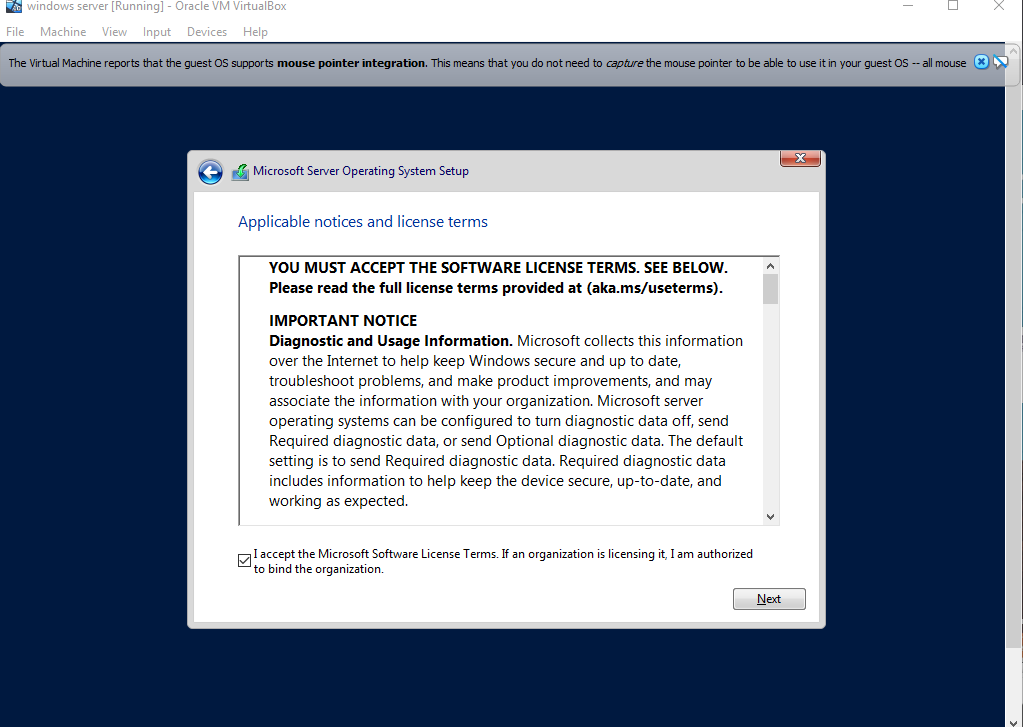 windows server [Running] - Oracle VM VirtualBox
File Machine View Input Devices Help
The Virtual Machine reports that the guest OS supports mouse pointer integration. This means that you do not need to capture the mouse pointer to be able to use it in your guest OS -- all mouse
Microsoft Server Operating System Setup
Applicable notices and license terms
YOU MUST ACCEPT THE SOFTWARE LICENSE TERMS. SEE BELOW.
Please read the full license terms provided at (aka.ms/useterms).
IMPORTANT NOTICE
Diagnostic and Usage Information. Microsoft collects this information
over the Internet to help keep Windows secure and up to date,
troubleshoot problems, and make product improvements, and may
associate the information with your organization. Microsoft server
operating systems can be configured to turn diagnostic data off, send
Required diagnostic data, or send Optional diagnostic data. The default
setting is to send Required diagnostic data. Required diagnostic data
includes information to help keep the device secure, up-to-date, and
working as expected.
I accept the Microsoft Software License Terms. If an organization is licensing it, I am authorized
to bind the organization.
Next